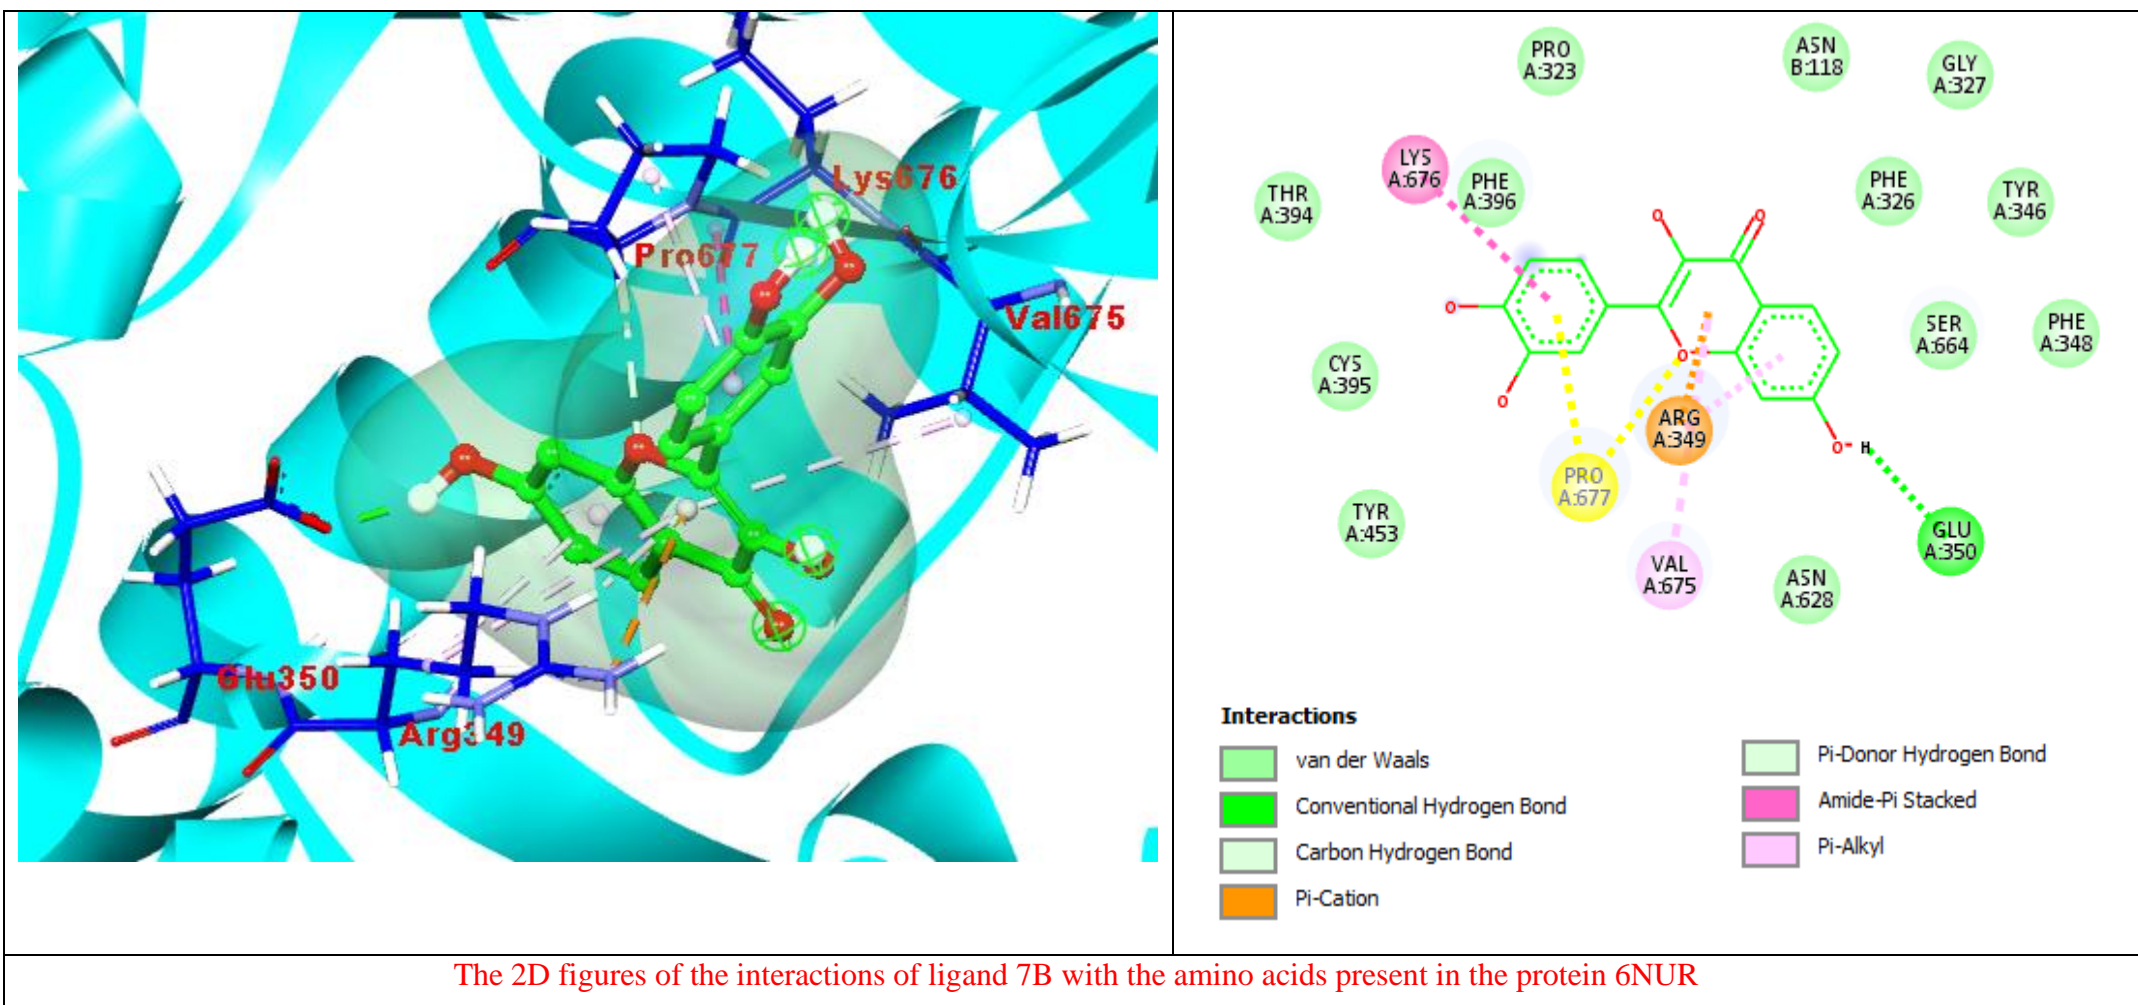 Lys676
Pro677
Val675
Glu350
Arg349
PRO
A:323
ASN
B:118
GLY
A:327
LYS
A:676
PHE
A:396
THR
A:394
PHE
A:326
TYR
A:346
O
O
O
SER
A:664
PHE
A:348
O
CYS
A:395
O
ARG
A:349
O- H
PRO
A:677
TYR
A:453
GLU
A:350
VAL
A:675
ASN
A:628
Interactions
van der Waals
Conventional Hydrogen Bond
Carbon Hydrogen Bond
Pi-Cation
Pi-Donor Hydrogen Bond
Amide-Pi Stacked
Pi-Alkyl
The 2D figures of the interactions of ligand 7B with the amino acids present in the protein 6NUR